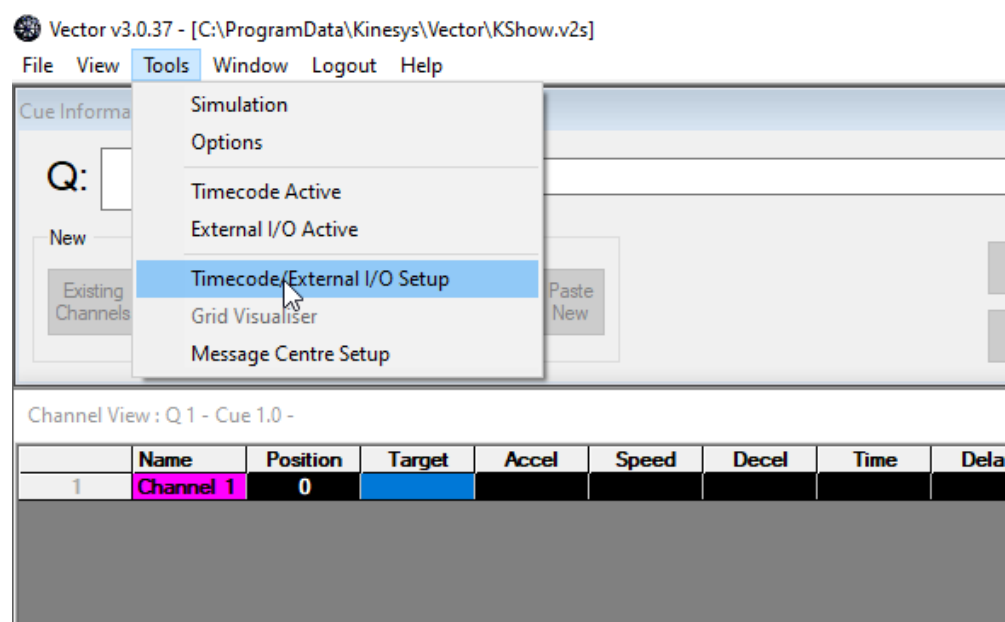 Vector v3.0.37 - [C:\ProgramData\Kinesys\Vector\KShow.v2s]
File View Tools Window Logout Help
Cue Informa
Simulation
Options
Q:
Timecode Active
External I/O Active
New
Timecode/External I/O Setup
Existing Channels
Paste New
Grid Visualiser
Message Centre Setup
Channel View : Q 1 - Cue 1.0 -
Name Position Target Accel Speed Decel Time Dela
1 Channel 1 0